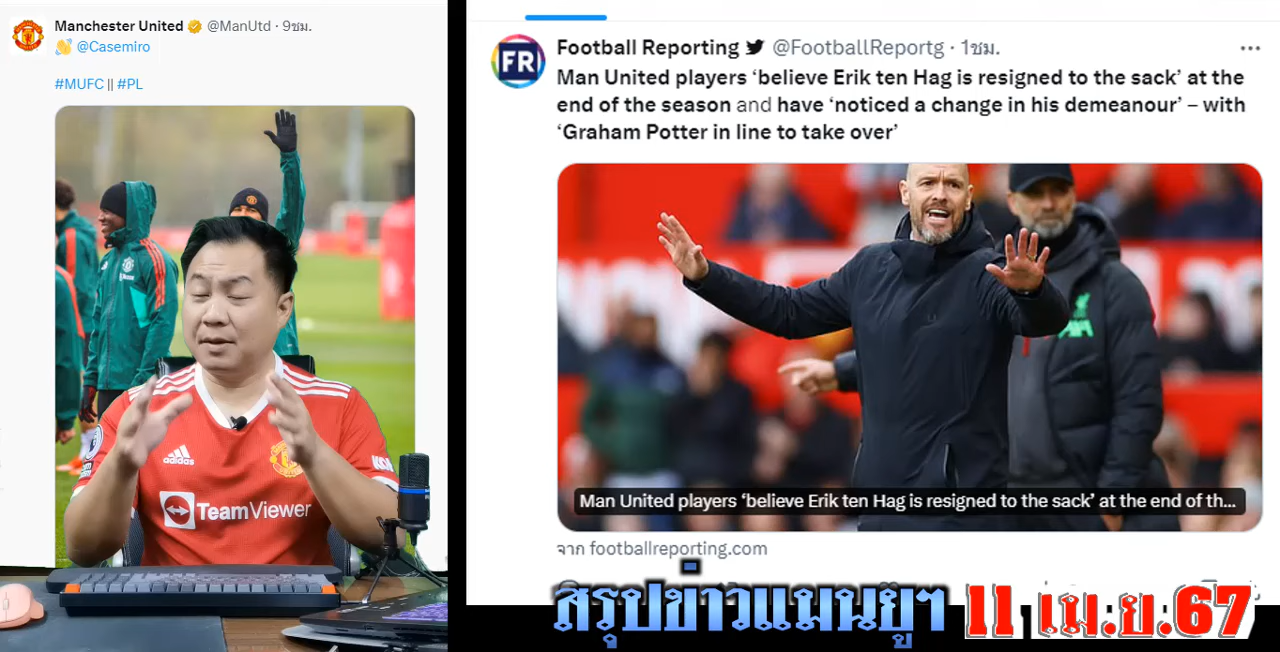 Manchester United @ManUtd · 9ชม.
👋 @Casemiro
#MUFC || #PL
adidas
TeamViewer
FR
Football Reporting @FootballReportg · 1ชม.
Man United players ‘believe Erik ten Hag is resigned to the sack’ at the
end of the season and have ‘noticed a change in his demeanour’ – with
‘Graham Potter in line to take over’
Man United players ‘believe Erik ten Hag is resigned to the sack’ at the end of th...
จาก footballreporting.com
สรุปข่าวแมนยูฯ 11 เม.ย.67